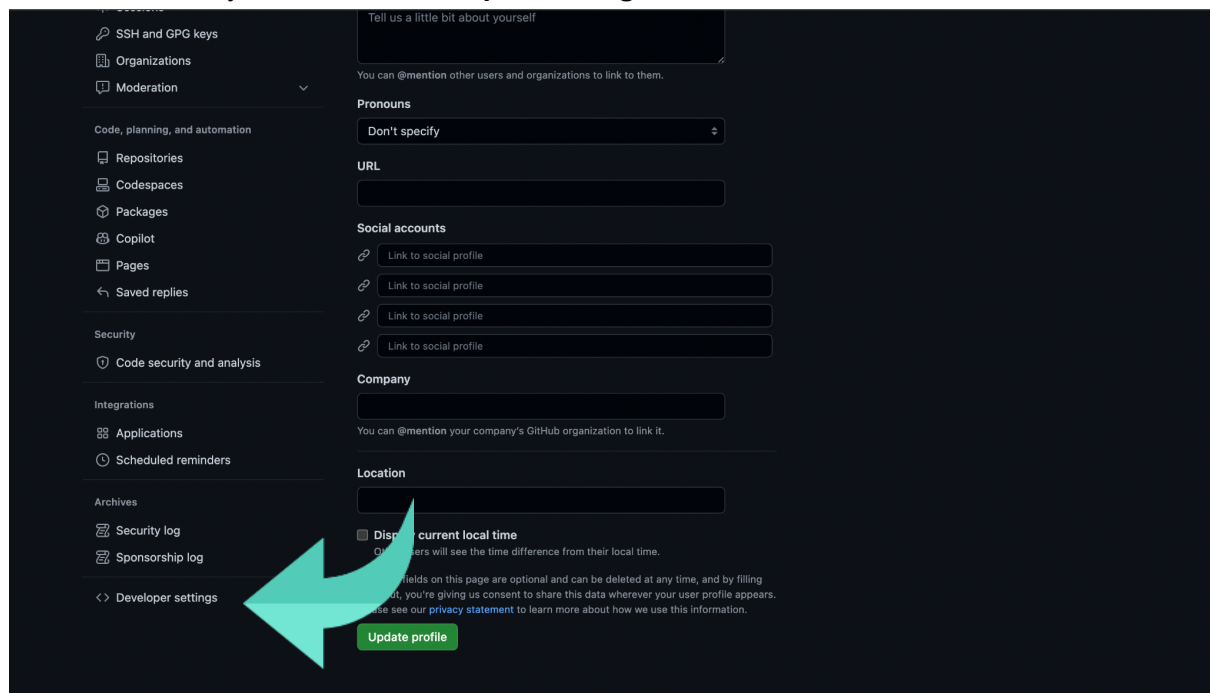 SSH and GPG keys
Organizations
Moderation
Code, planning, and automation
Repositories
Codespaces
Packages
Copilot
Pages
Saved replies
Security
Code security and analysis
Integrations
Applications
Scheduled reminders
Archives
Security log
Sponsorship log
Developer settings
Tell us a little bit about yourself
You can @mention other users and organizations to link to them.
Pronouns
Don't specify
URL
Social accounts
Link to social profile
Link to social profile
Link to social profile
Link to social profile
Company
You can @mention your company's GitHub organization to link it.
Location
current local time
will see the time difference from their local time.
fields on this page are optional and can be deleted at any time, and by filling
you're giving us consent to share this data wherever your user profile appears.
see our privacy statement to learn more about how we use this information.
Update profile